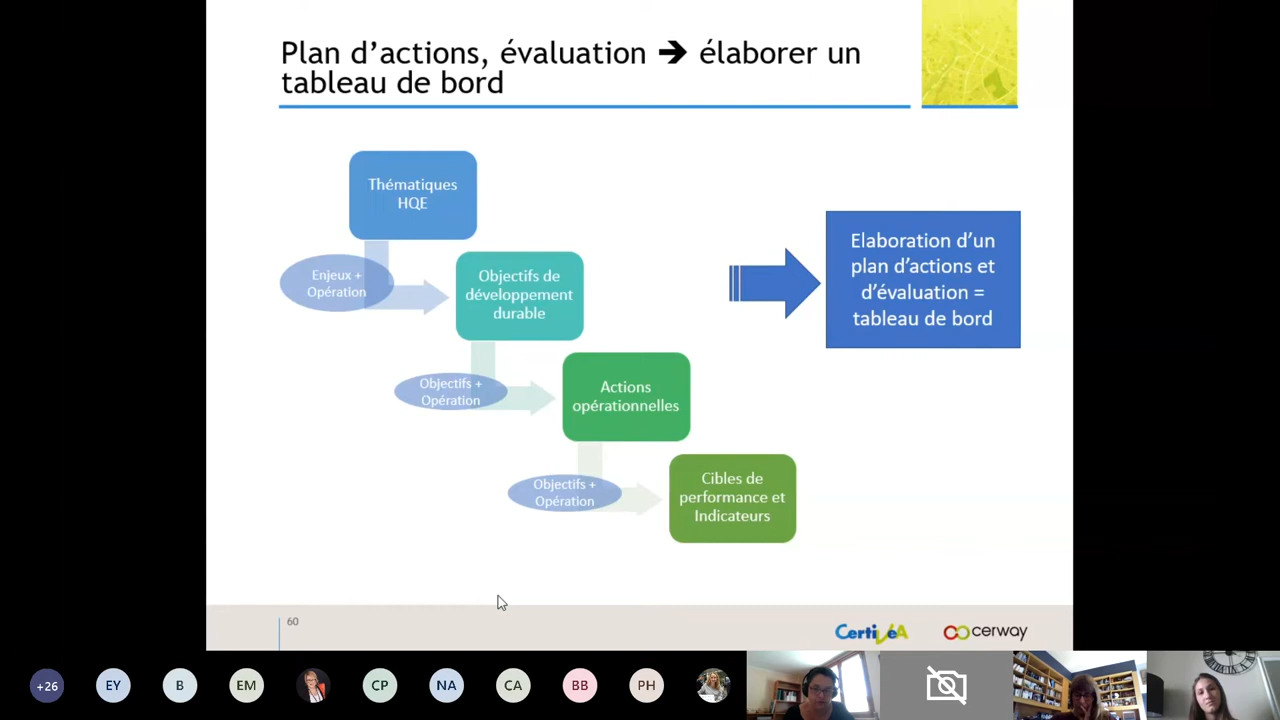 Plan d’actions, évaluation ➔ élaborer un
tableau de bord
Thématiques
HQE
Enjeux +
Opération
Objectifs de
développement
durable
Objectifs +
Opération
Actions
opérationnelles
Objectifs +
Opération
Cibles de
performance et
Indicateurs
Elaboration d’un
plan d’actions et
d’évaluation =
tableau de bord
60
CertivéA
cerway
+26
EY
B
EM
CP
NA
CA
BB
PH